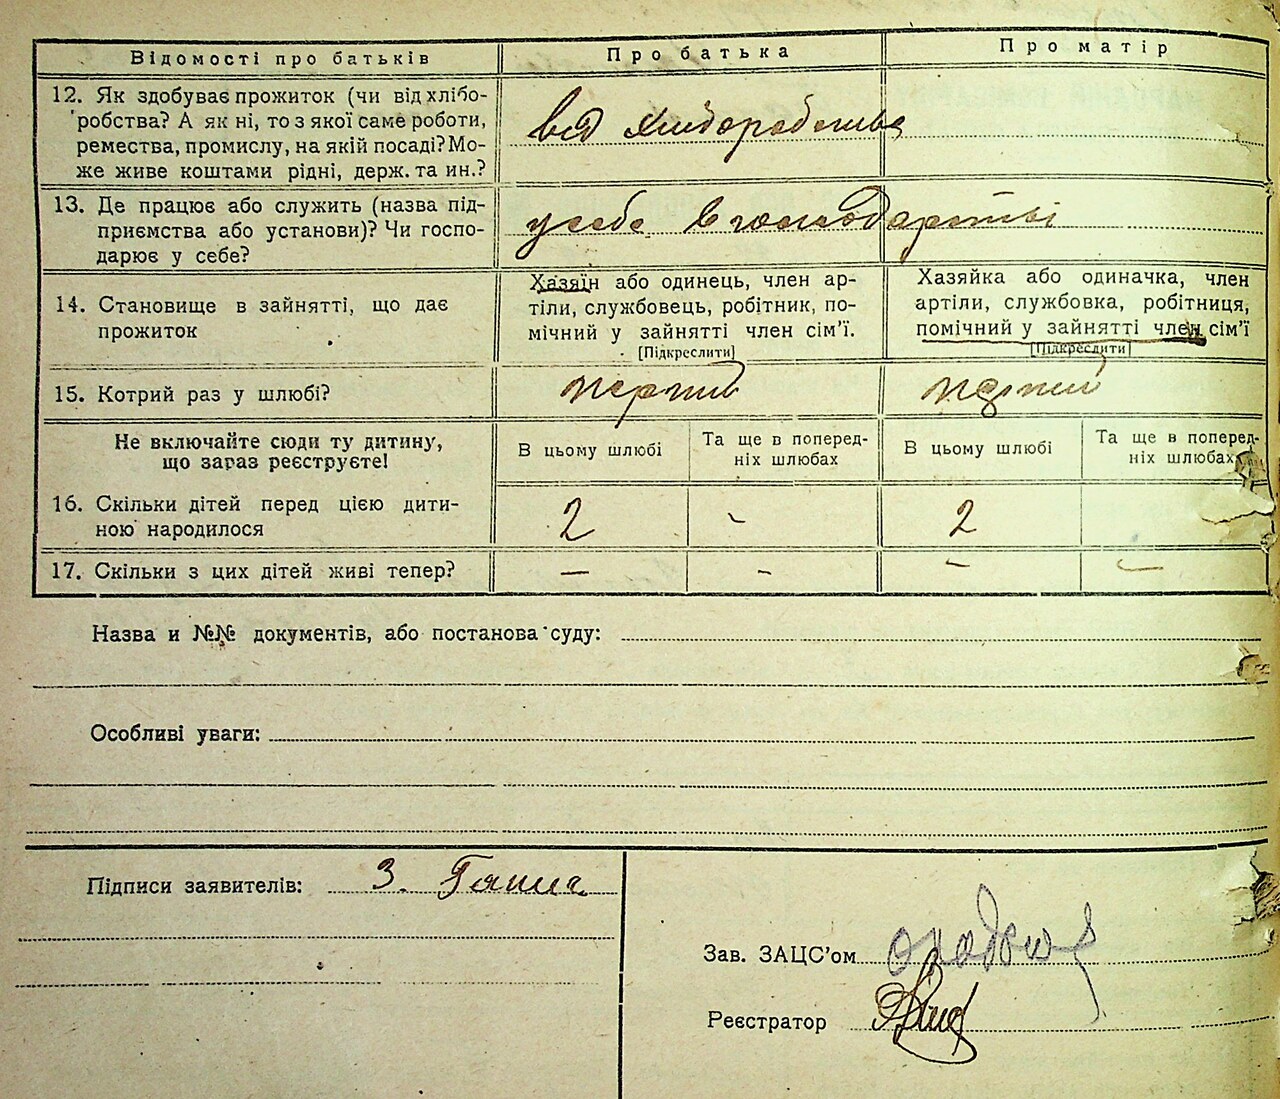 Відомості про батьків Про батька Про матір
12. Як здобуває прожиток (чи від хлібо-
робства? А як ні, то з якої саме роботи,
ремества, промислу, на якій посаді? Мо-
же живе коштами рідні, держ. та ин.?
від хліборобства
13. Де працює або служить (назва під-
приємства або установи)? Чи госпо-
дарює у себе?
у себе в господарстві
14. Становище в зайнятті, що дає
прожиток
Хазяїн або одинець, член ар-
тіли, службовець, робітник, по-
мічний у зайнятті член сім’ї.
[Підкреслити]
Хазяйка або одиначка, член
артіли, службовка, робітниця,
помічний у зайнятті член сім’ї
[Підкреслити]
15. Котрий раз у шлюбі? перший перший
Не включайте сюди ту дитину,
що зараз реєструєте!
В цьому шлюбі
Та ще в поперед-
ніх шлюбах
В цьому шлюбі
Та ще в поперед-
ніх шлюбах
16. Скільки дітей перед цією дити-
ною народилося
2 - 2
17. Скільки з цих дітей живі тепер? — - - —
Назва и №№ документів, або постанова суду:
Особливі уваги:
Підписи заявителів: З. Ганна
Зав. ЗАЦС’ом
Реєстратор